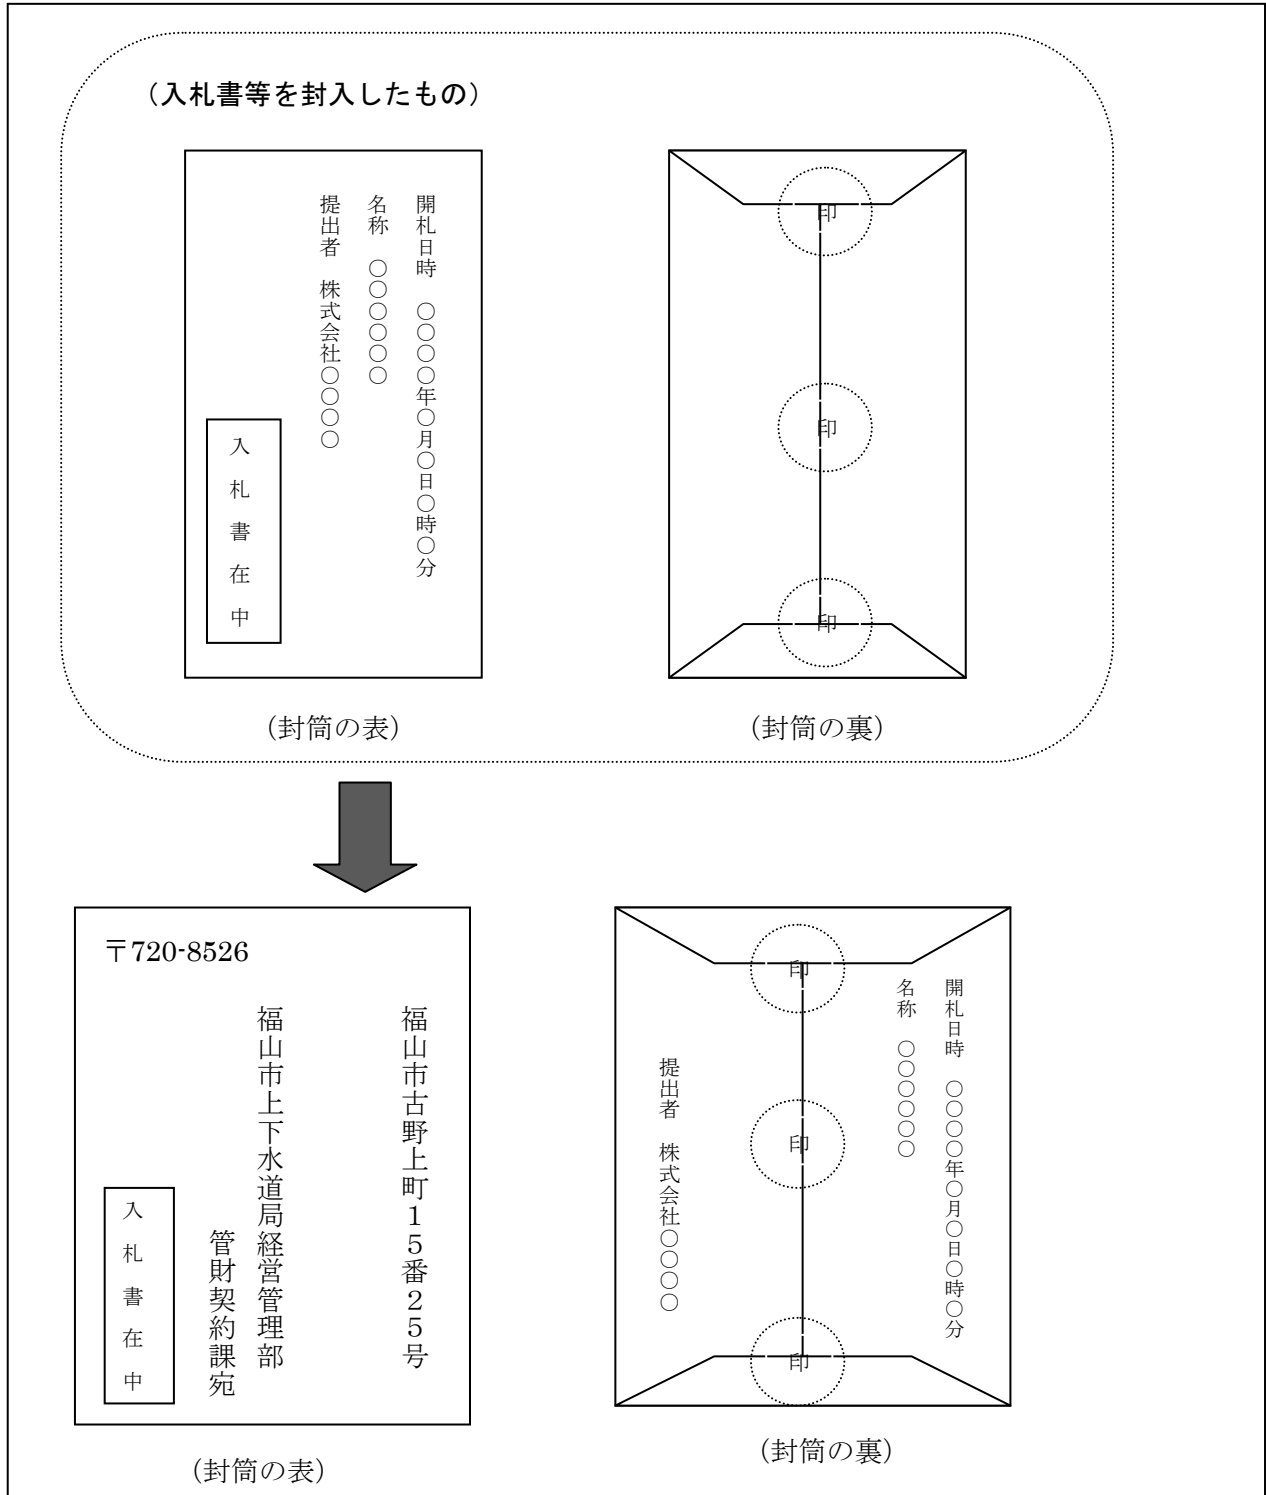 （入札書等を封入したもの）
開札日時　〇〇〇〇年〇月〇日〇時〇分
名称　〇〇〇〇〇〇
提出者　株式会社〇〇〇〇
入札書在中
（封筒の表）
印
印
印
（封筒の裏）
〒720-8526
福山市古野上町１５番２５号
福山市上下水道局経営管理部
管財契約課宛
入札書在中
（封筒の表）
開札日時　〇〇〇〇年〇月〇日〇時〇分
名称　〇〇〇〇〇〇
印
印
印
提出者　株式会社〇〇〇〇
（封筒の裏）